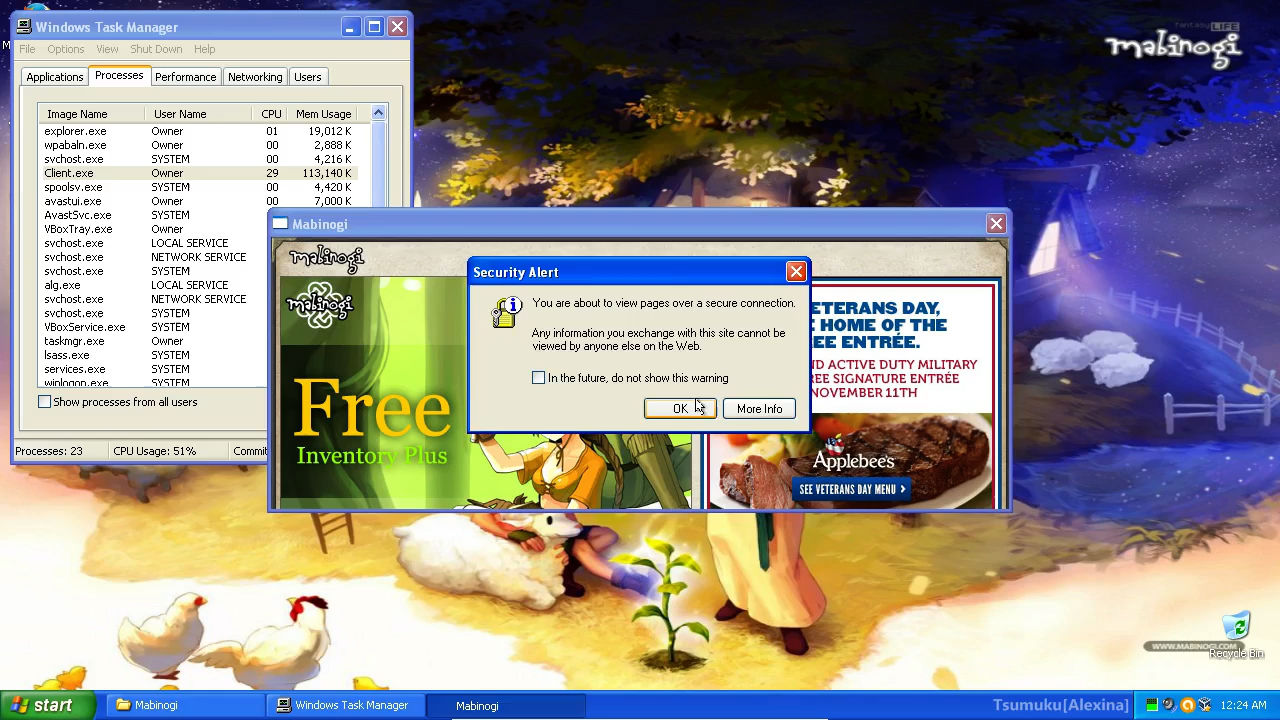 Windows Task Manager
File Options View Shut Down Help
Applications Processes Performance Networking Users
Image Name User Name CPU Mem Usage
explorer.exe Owner 01 19,012 K
wpabaln.exe Owner 00 2,888 K
svchost.exe SYSTEM 00 4,216 K
Client.exe Owner 29 113,140 K
spoolsv.exe SYSTEM 00 4,420 K
avastui.exe Owner 00 7,000 K
AvastSvc.exe SYSTEM
VBoxTray.exe Owner
svchost.exe LOCAL SERVICE
svchost.exe NETWORK SERVICE
svchost.exe SYSTEM
alg.exe LOCAL SERVICE
svchost.exe NETWORK SERVICE
svchost.exe SYSTEM
VBoxService.exe SYSTEM
taskmgr.exe Owner
lsass.exe SYSTEM
services.exe SYSTEM
winlogon.exe SYSTEM
Show processes from all users
Processes: 23 CPU Usage: 51% Commit
fantasy LIFE
mabinogi
Mabinogi
mabinogi
mabinogi
Free
Inventory Plus
Security Alert
You are about to view pages over a secure connection.
Any information you exchange with this site cannot be
viewed by anyone else on the Web.
In the future, do not show this warning
OK More Info
ETERANS DAY,
HOME OF THE
EE ENTRÉE.
ND ACTIVE DUTY MILITARY
REE SIGNATURE ENTRÉE
NOVEMBER 11TH
Applebee's
SEE VETERANS DAY MENU
WWW.MABINOGI.COM
Recycle Bin
start Mabinogi Windows Task Manager Mabinogi Tsumuku[Alexina] 12:24 AM